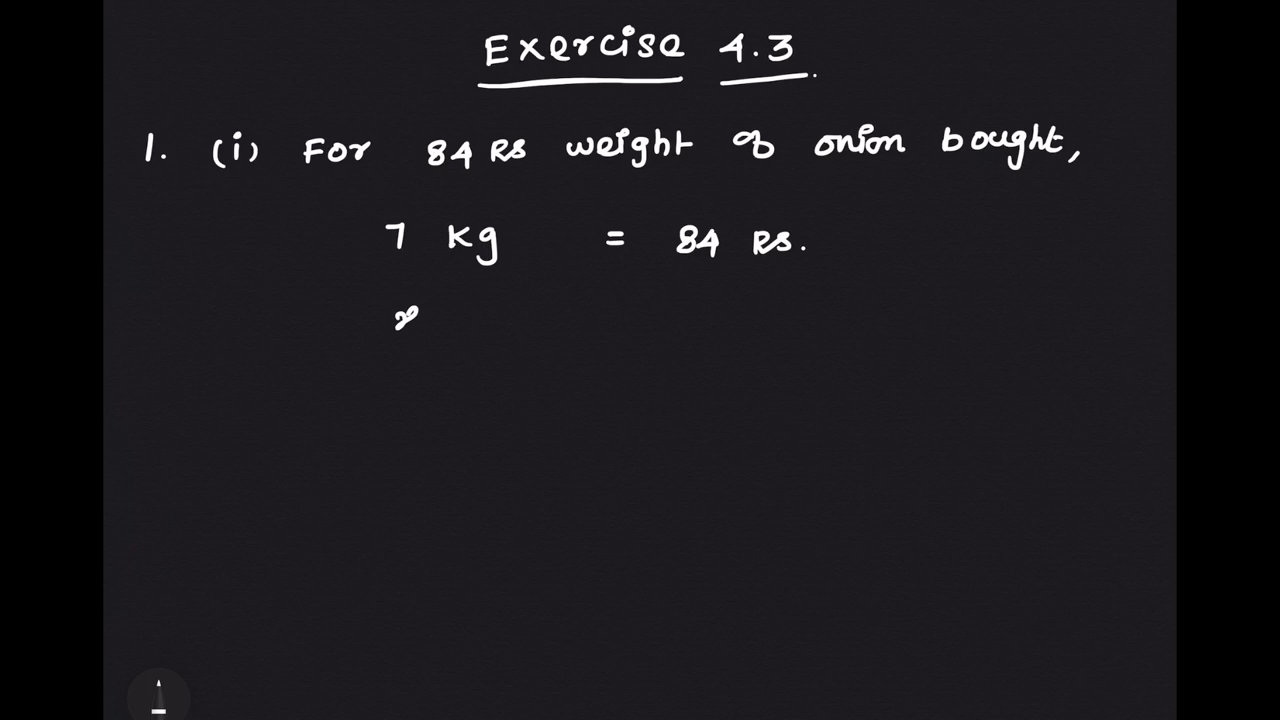 Exercise 4.3.
1. (i) For 84 Rs weight of onion bought,
7 Kg = 84 Rs.
x